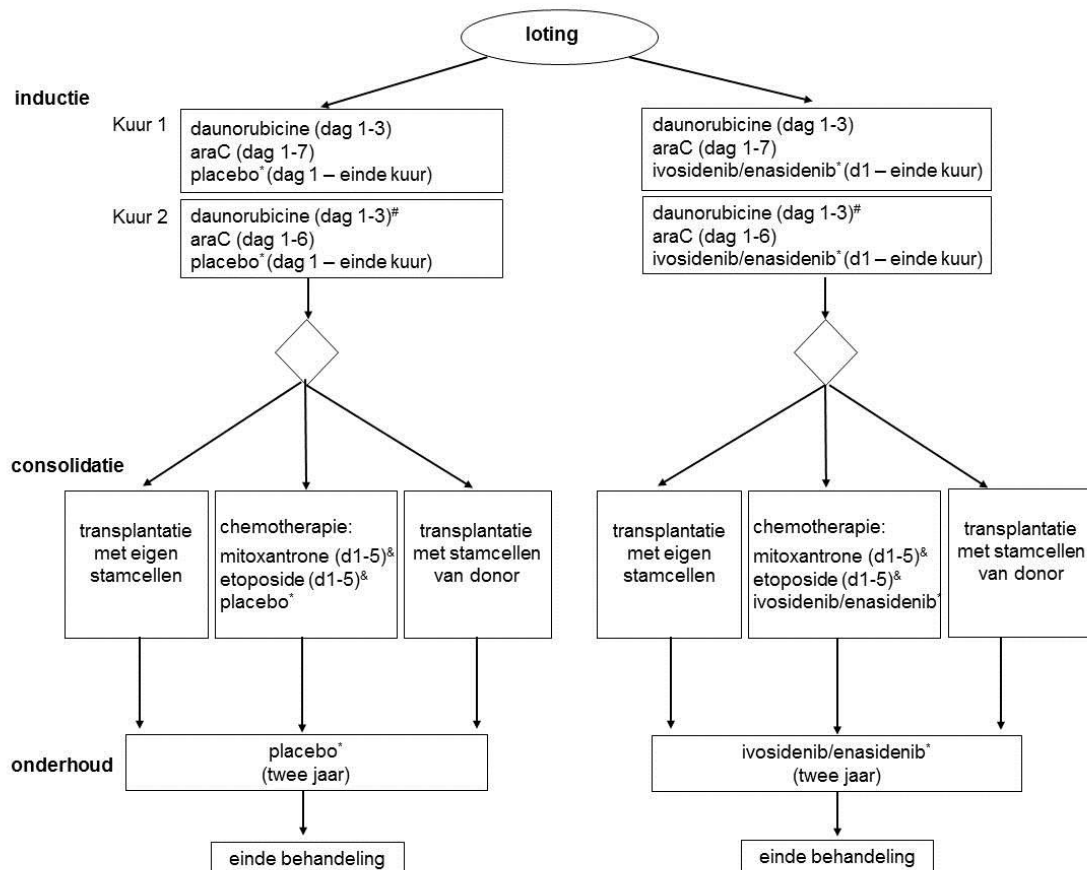 loting
inductie
Kuur 1
daunorubicine (dag 1-3)
araC (dag 1-7)
placebo* (dag 1 – einde kuur)
daunorubicine (dag 1-3)
araC (dag 1-7)
ivosidenib/enasidenib* (d1 – einde kuur)
Kuur 2
daunorubicine (dag 1-3)#
araC (dag 1-6)
placebo* (dag 1 – einde kuur)
daunorubicine (dag 1-3)#
araC (dag 1-6)
ivosidenib/enasidenib* (d1 – einde kuur)
consolidatie
transplantatie
met eigen
stamcellen
chemotherapie:
mitoxantrone (d1-5)&
etoposide (d1-5)&
placebo*
transplantatie
met stamcellen
van donor
transplantatie
met eigen
stamcellen
chemotherapie:
mitoxantrone (d1-5)&
etoposide (d1-5)&
ivosidenib/enasidenib*
transplantatie
met stamcellen
van donor
onderhoud
placebo*
(twee jaar)
ivosidenib/enasidenib*
(twee jaar)
einde behandeling
einde behandeling